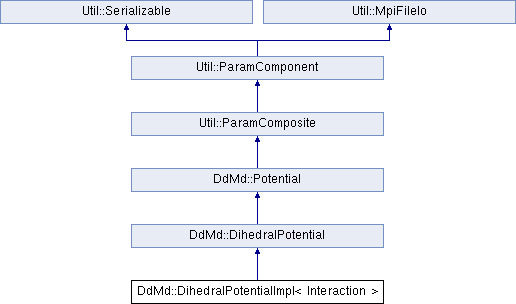 Util::Serializable
Util::MpiFileIo
Util::ParamComponent
Util::ParamComposite
DdMd::Potential
DdMd::DihedralPotential
DdMd::DihedralPotentialImpl< Interaction >